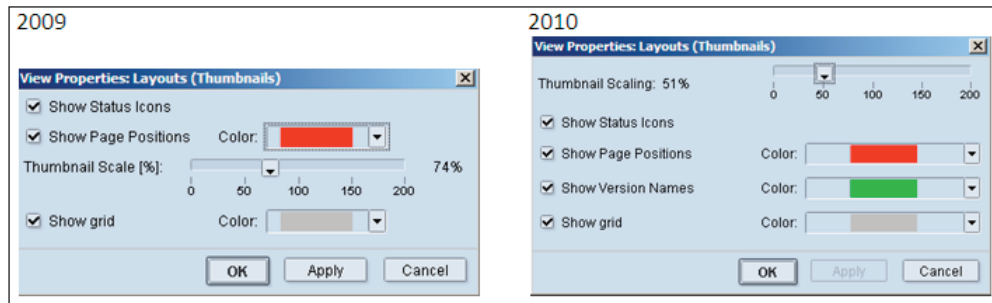 2009
View Properties: Layouts (Thumbnails)
Show Status Icons
Show Page Positions Color:
Thumbnail Scale [%]: 74%
0 50 100 150 200
Show grid Color:
OK Apply Cancel
2010
View Properties: Layouts (Thumbnails)
Thumbnail Scaling: 51%
0 50 100 150 200
Show Status Icons
Show Page Positions Color:
Show Version Names Color:
Show grid Color:
OK Apply Cancel